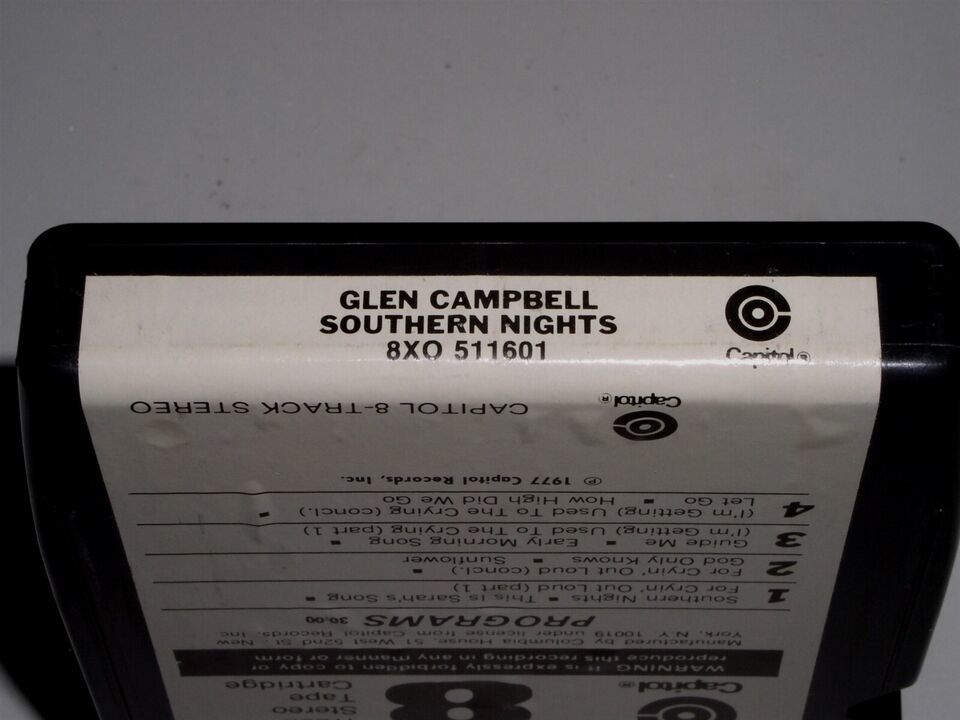 GLEN CAMPBELL
SOUTHERN NIGHTS
8XO 511601
Capitol®
CAPITOL 8-TRACK STEREO
Capitol®
℗ 1977 Capitol Records, Inc.
4 (I'm Getting) Used To The Crying (concl.) ▪
Let Go ▪ How High Did We Go
3 Guide Me ▪ Early Morning Song ▪
(I'm Getting) Used To The Crying (part 1)
2 For Cryin' Out Loud (concl.) ▪
God Only Knows ▪ Sunflower
1 Southern Nights ▪ This Is Sarah's Song ▪
For Cryin' Out Loud (part 1)
PROGRAMS 30:00
Manufactured by Columbia House, 51 West 52nd St., New
York, N.Y. 10019 under license from Capitol Records, Inc.
WARNING: It is expressly forbidden to copy or
reproduce this recording in any manner or form
Capitol®
8
Stereo
Tape
Cartridge